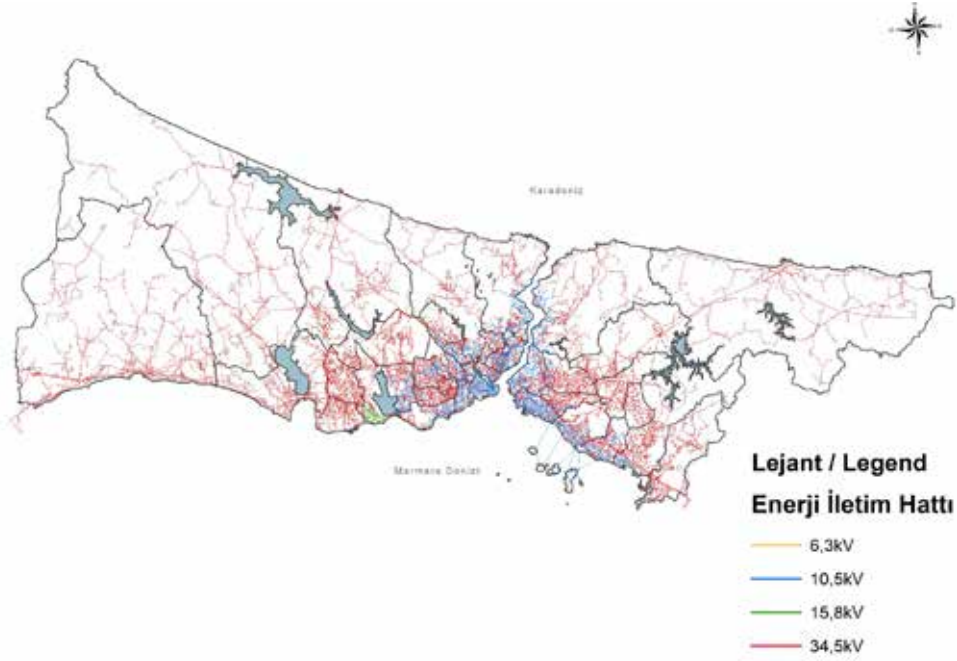 Karadeniz
Marmara Denizi
Lejant / Legend
Enerji İletim Hattı
6,3kV
10,5kV
15,8kV
34,5kV